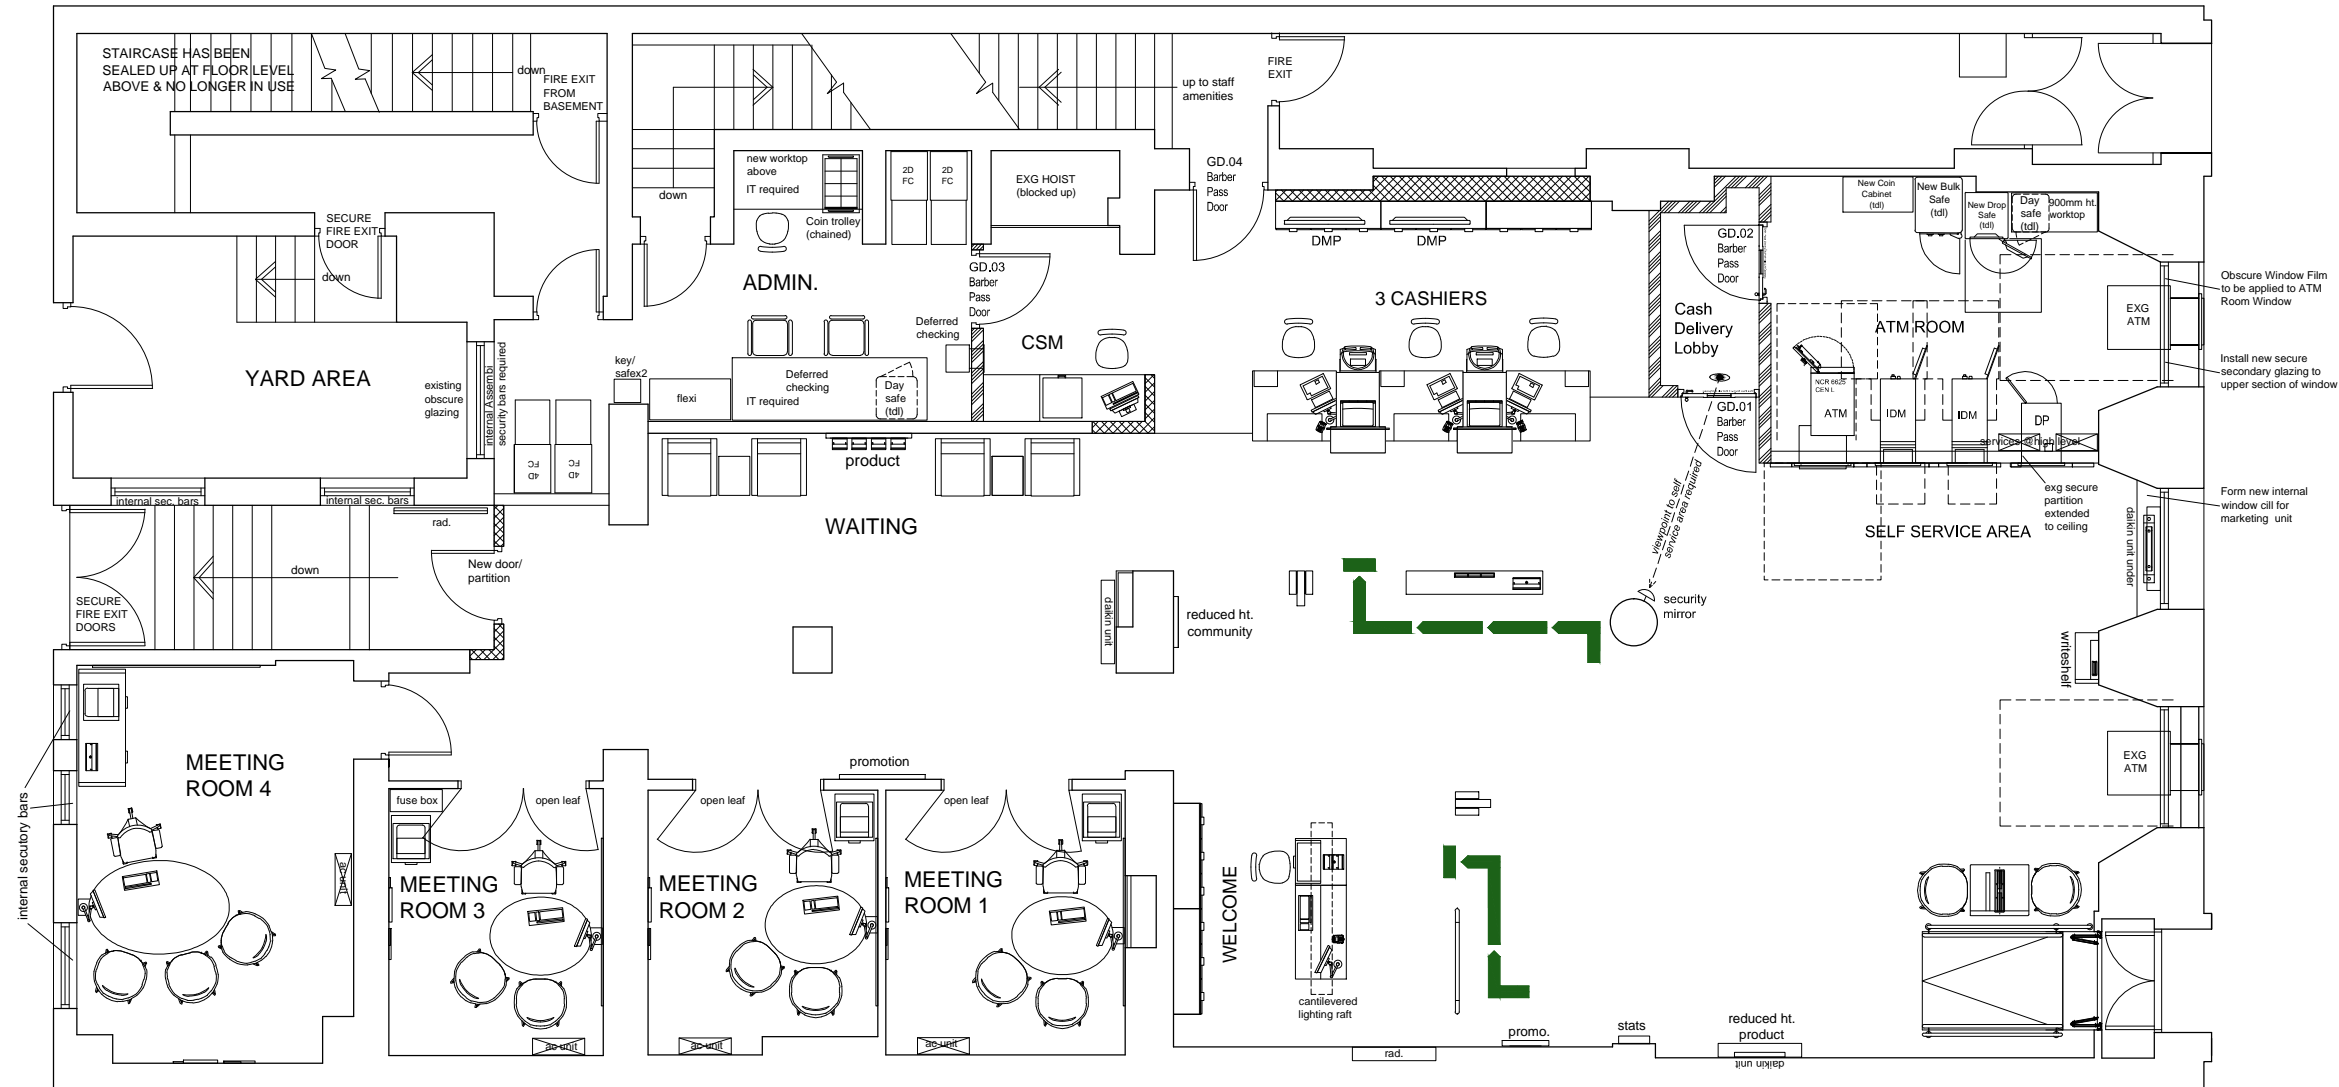 STAIRCASE HAS BEEN
SEALED UP AT FLOOR LEVEL
ABOVE & NO LONGER IN USE
down
FIRE EXIT
FROM
BASEMENT
SECURE
FIRE EXIT
DOOR
down
YARD AREA
existing
obscure
glazing
internal Assembl
security bars required
internal sec. bars
internal sec. bars
4D
FC
4D
FC
down
new worktop
above
IT required
Coin trolley
(chained)
2D
FC
2D
FC
EXG HOIST
(blocked up)
up to staff
amenities
FIRE
EXIT
GD.04
Barber
Pass
Door
ADMIN.
GD.03
Barber
Pass
Door
Deferred
checking
key/
safex2
flexi
Deferred
checking
IT required
Day
safe
(tdl)
CSM
DMP
DMP
3 CASHIERS
GD.02
Barber
Pass
Door
Cash
Delivery
Lobby
GD.01
Barber
Pass
Door
New Coin
Cabinet
(tdl)
New Bulk
Safe
(tdl)
New Drop
Safe
(tdl)
Day
safe
(tdl)
900mm ht.
worktop
ATM ROOM
NCR 6625
CEN L
ATM
IDM
IDM
DP
services @high level
EXG
ATM
Obscure Window Film
to be applied to ATM
Room Window
Install new secure
secondary glazing to
upper section of window
exg secure
partition
extended
to ceiling
Form new internal
window cill for
marketing unit
daikin unit under
SELF SERVICE AREA
viewpoint to self
service area required
security
mirror
product
WAITING
rad.
New door/
partition
down
SECURE
FIRE EXIT
DOORS
daikin unit
reduced ht.
community
writeshelf
EXG
ATM
internal secutory bars
MEETING
ROOM 4
ac unit
fuse box
open leaf
MEETING
ROOM 3
ac unit
open leaf
MEETING
ROOM 2
ac unit
promotion
open leaf
MEETING
ROOM 1
ac unit
WELCOME
cantilevered
lighting raft
rad.
promo.
stats
reduced ht.
product
daikin unit